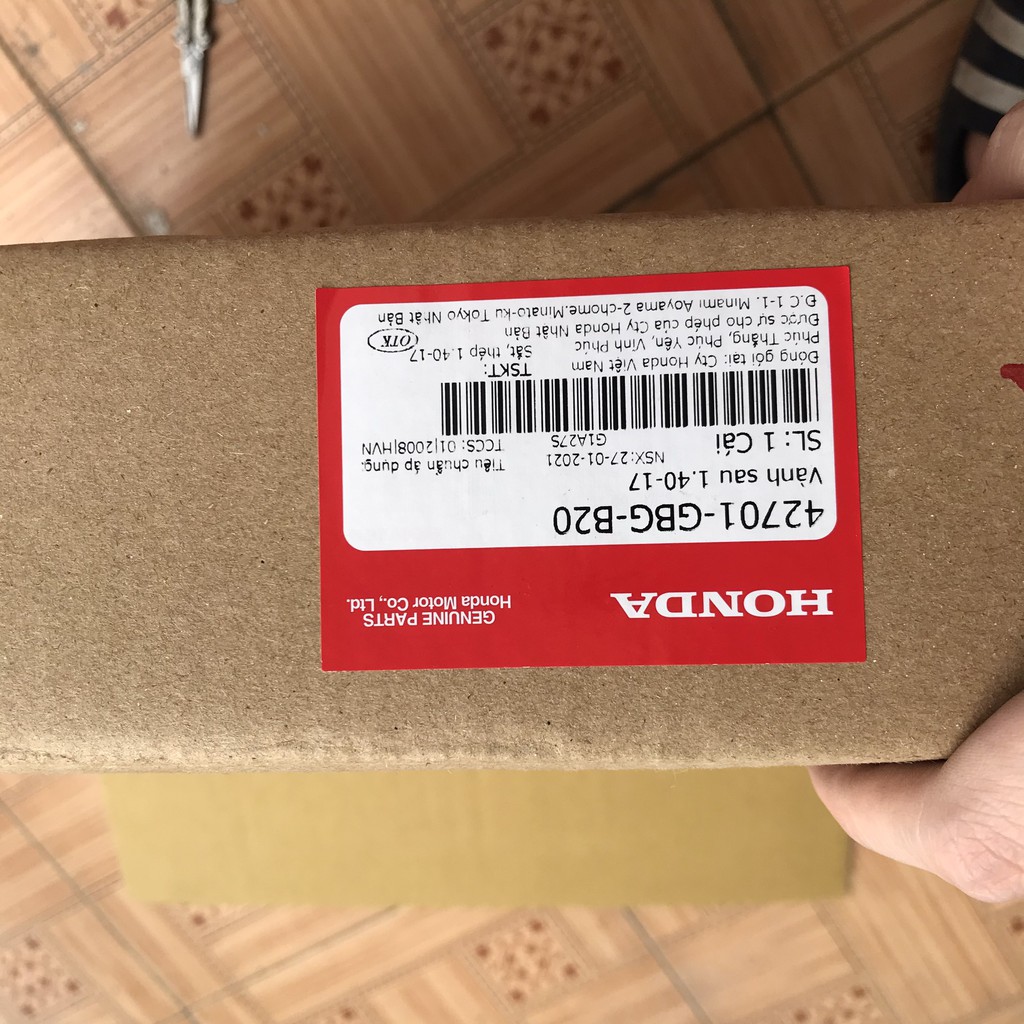 HONDA
GENUINE PARTS
Honda Motor Co., Ltd.
42701-GBG-B20
Vành sau 1.40-17
NSX:27-01-2021
Tiêu chuẩn áp dụng:
SL: 1 Cái
G1A27S
TCCS: 01|2008|HVN
Đóng gói tại: Cty Honda Việt Nam
TSKT:
Phúc Thắng, Phúc Yên, Vĩnh Phúc
Sắt, thép 1.40-17
Được sự cho phép của Cty Honda Nhật Bản
OTK
Đ.C 1-1. Minami Aoyama 2-chome.Minato-ku Tokyo Nhật Bản